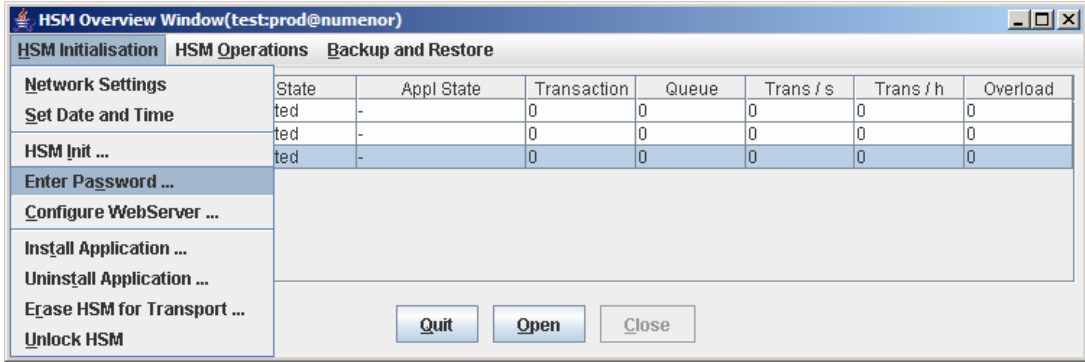 HSM Overview Window(test:prod@numenor)
HSM Initialisation HSM Operations Backup and Restore
Network Settings
Set Date and Time
HSM Init ...
Enter Password ...
Configure WebServer ...
Install Application ...
Uninstall Application ...
Erase HSM for Transport ...
Unlock HSM
State Appl State Transaction Queue Trans / s Trans / h Overload
ted - 0 0 0 0 0
ted - 0 0 0 0 0
ted - 0 0 0 0 0
Quit Open Close